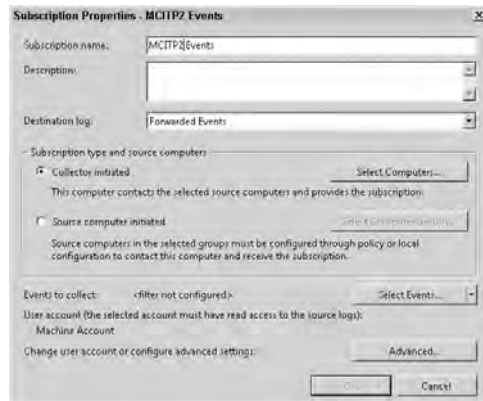 Subscription Properties - MCITP2 Events
Subscription name:
MCITP2 Events
Description:
Destination log:
Forwarded Events
Subscription type and source computers
Collector initiated
Select Computers...
This computer contacts the selected source computers and provides the subscription.
Source computer initiated
Select Computer Groups...
Source computers in the selected groups must be configured through policy or local
configuration to contact this computer and receive the subscription.
Events to collect:
<filter not configured>
Select Events...
User account (the selected account must have read access to the source logs):
Machine Account
Change user account or configure advanced settings:
Advanced...
Cancel